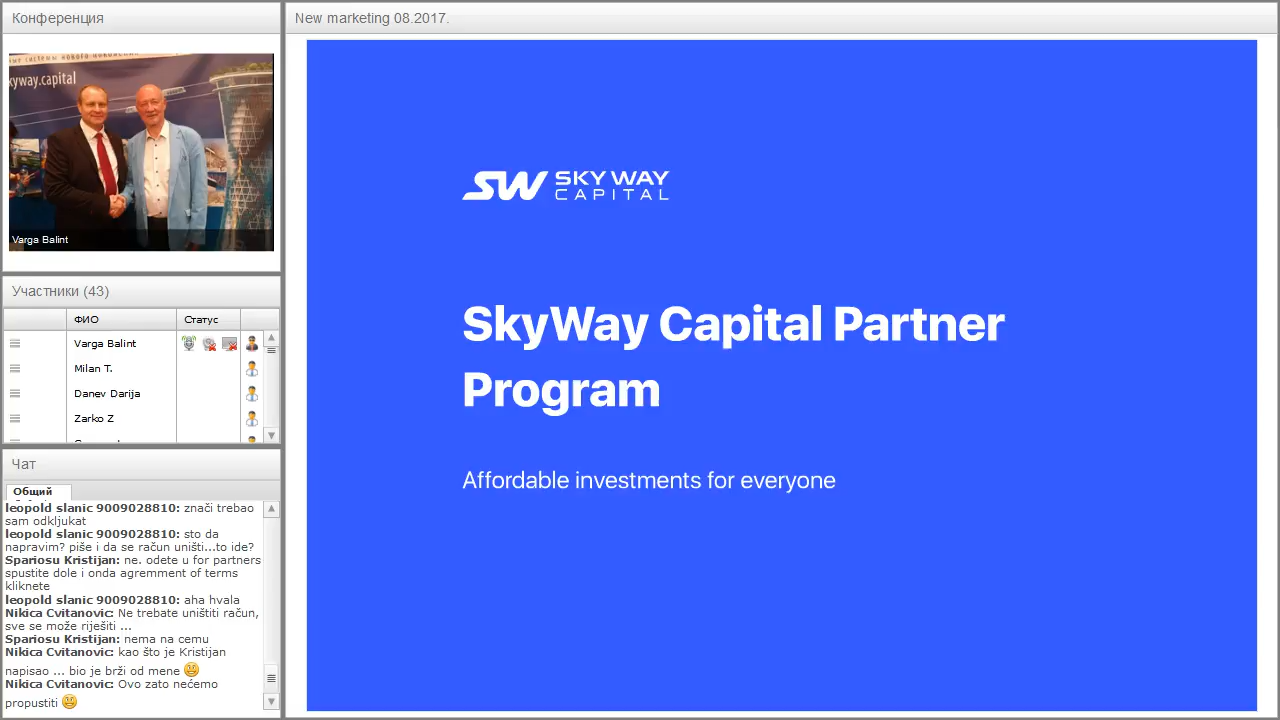 Конференция
kyway.capital
Varga Balint
Участники (43)
ФИО Статус
Varga Balint
Milan T.
Danev Darija
Zarko Z
Чат
Общий
leopold slanic 9009028810: znači trebao
sam odkljukat
leopold slanic 9009028810: sto da
napravim? piše i da se račun uništi...to ide?
Spariosu Kristijan: ne. odete u for partners
spustite dole i onda agremment of terms
kliknete
leopold slanic 9009028810: aha hvala
Nikica Cvitanovic: Ne trebate uništiti račun,
sve se može riješiti ...
Spariosu Kristijan: nema na cemu
Nikica Cvitanovic: kao što je Kristijan
napisao ... bio je brži od mene
Nikica Cvitanovic: Ovo zato nećemo
propustiti
New marketing 08.2017.
SW SKY WAY
CAPITAL
SkyWay Capital Partner
Program
Affordable investments for everyone